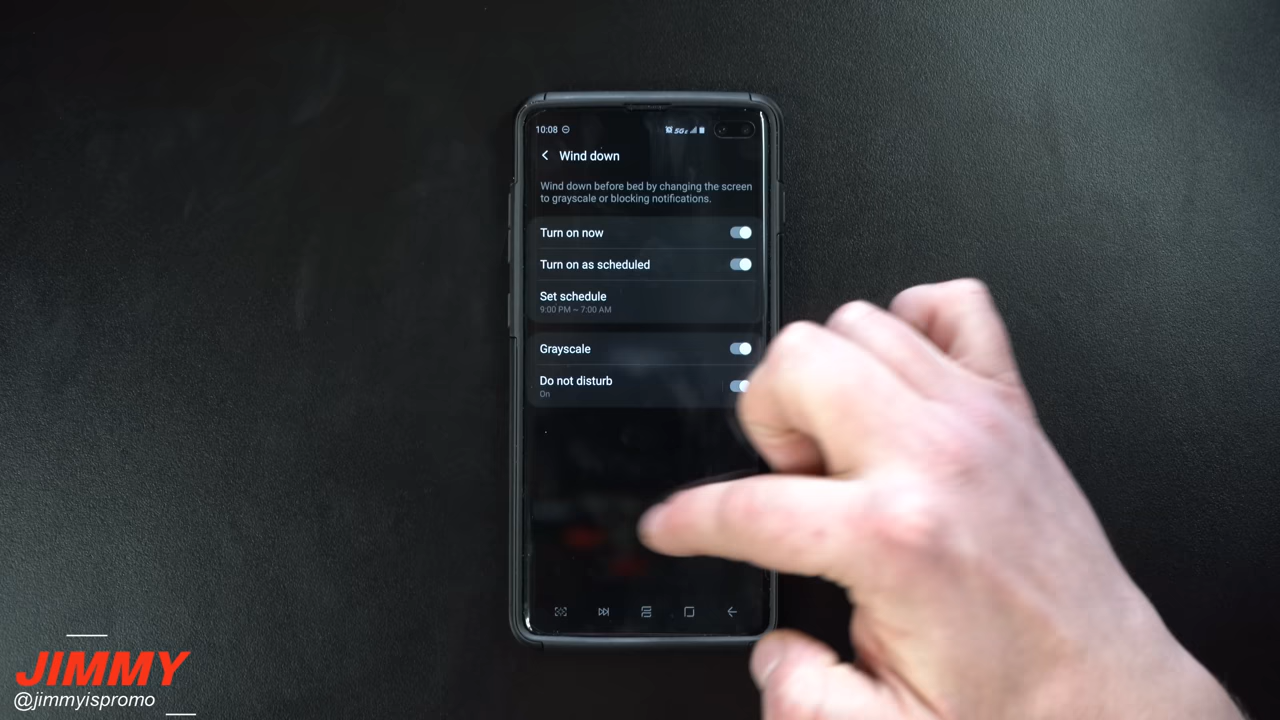 10:08
5GE
Wind down
Wind down before bed by changing the screen
to grayscale or blocking notifications.
Turn on now
Turn on as scheduled
Set schedule
9:00 PM ~ 7:00 AM
Grayscale
Do not disturb
On
JIMMY
@jimmyispromo